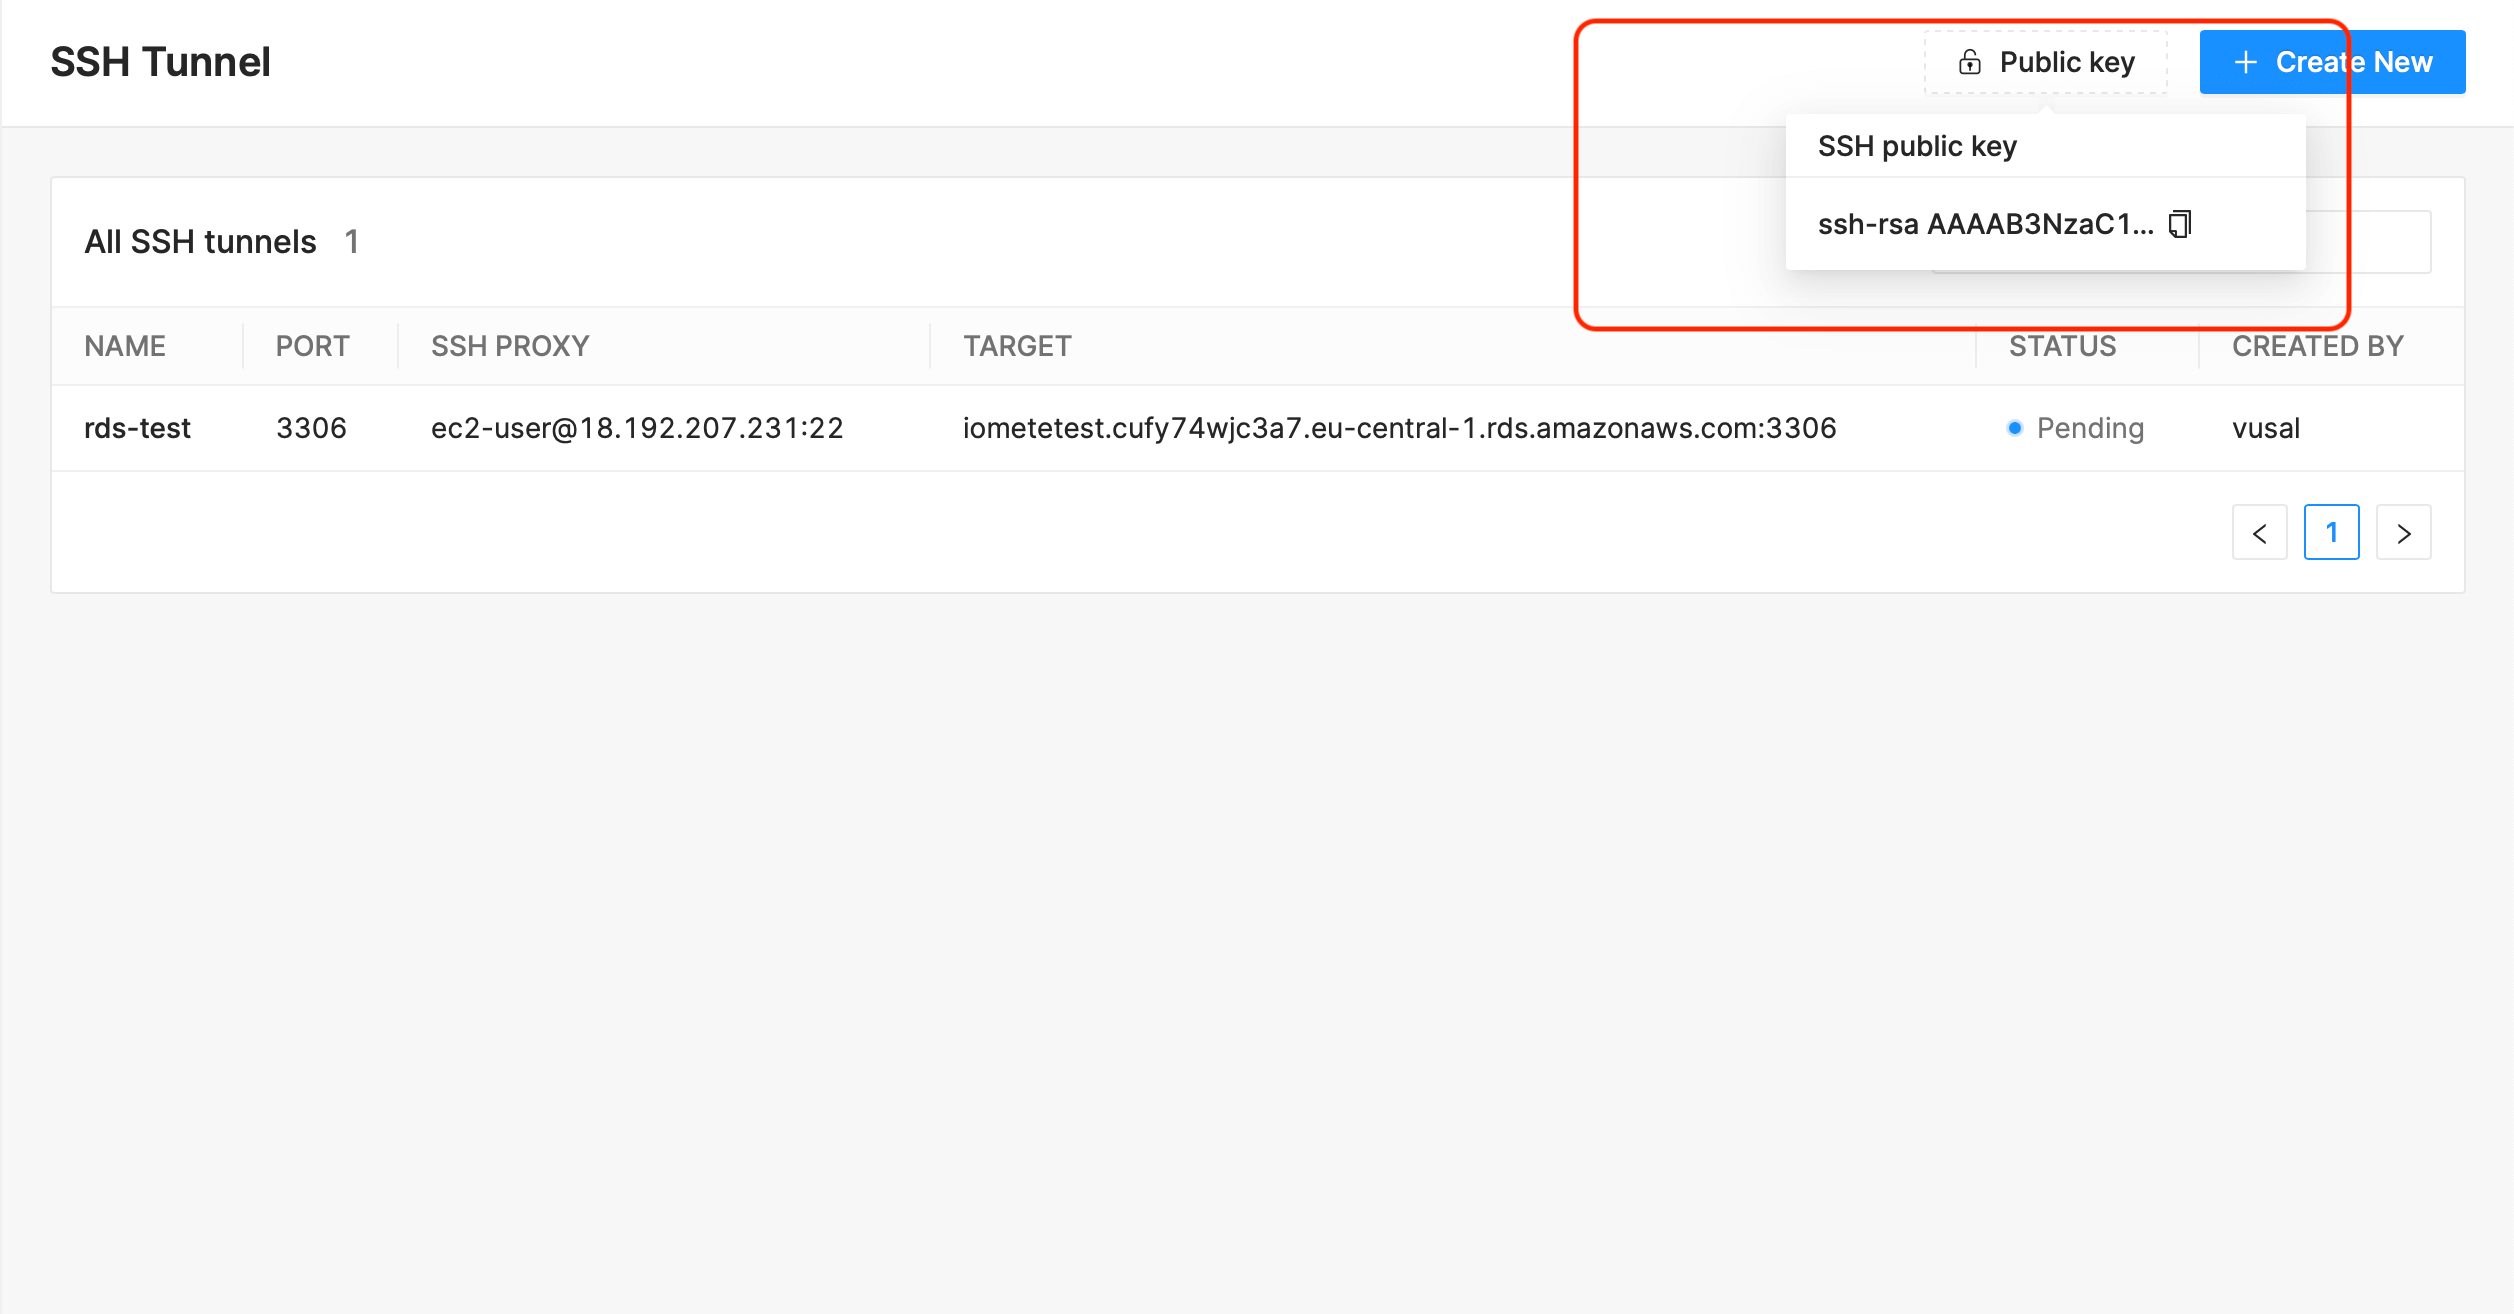 SSH Tunnel
Public key
Create New
SSH public key
ssh-rsa AAAAB3NzaC1...
All SSH tunnels 1
NAME PORT SSH PROXY TARGET STATUS CREATED BY
rds-test 3306 ec2-user@18.192.207.231:22 iometetest.cufy74wjc3a7.eu-central-1.rds.amazonaws.com:3306 Pending vusal
1